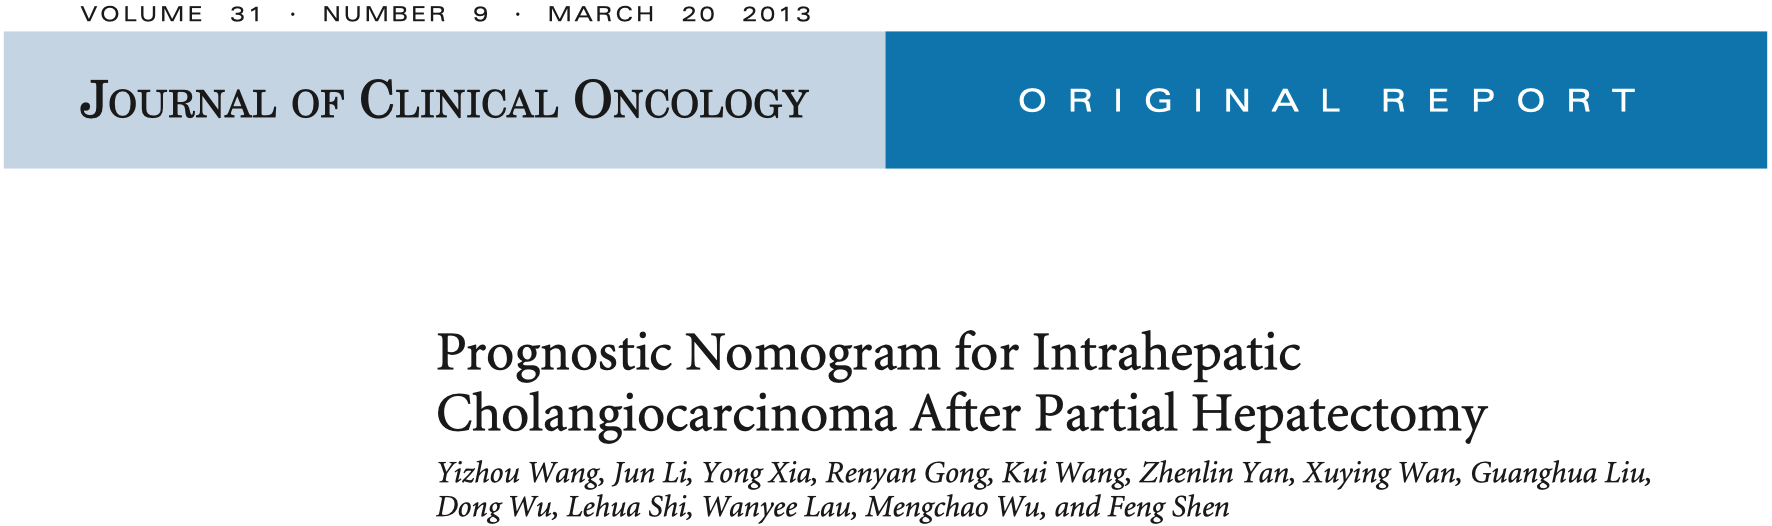 VOLUME 31 · NUMBER 9 · MARCH 20 2013
JOURNAL OF CLINICAL ONCOLOGY
ORIGINAL REPORT
Prognostic Nomogram for Intrahepatic
Cholangiocarcinoma After Partial Hepatectomy
Yizhou Wang, Jun Li, Yong Xia, Renyan Gong, Kui Wang, Zhenlin Yan, Xuying Wan, Guanghua Liu,
Dong Wu, Lehua Shi, Wanyee Lau, Mengchao Wu, and Feng Shen